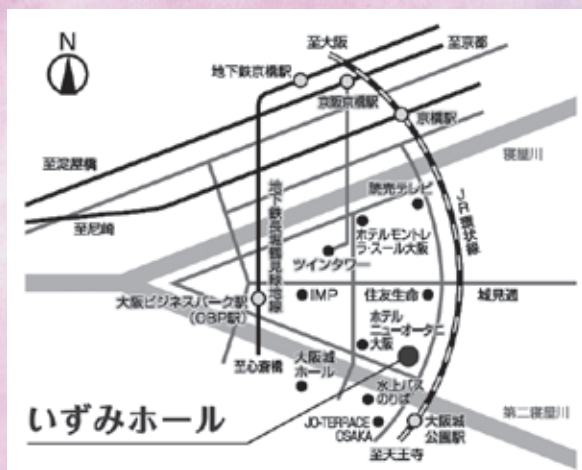 N
至大阪
至京都
地下鉄京橋駅
京阪京橋駅
京橋駅
至淀屋橋
寝屋川
読売テレビ
JR環状線
至尼崎
地下鉄長堀鶴見緑地線
ホテルモントレ
ラ・スール大阪
ツインタワー
大阪ビジネスパーク駅
(OBP駅)
IMP
住友生命
城見通
ホテル
ニューオータニ
大阪
至心斎橋
大阪城
ホール
水上バス
のりば
いずみホール
JO-TERRACE
OSAKA
大阪城
公園駅
第二寝屋川
至天王寺